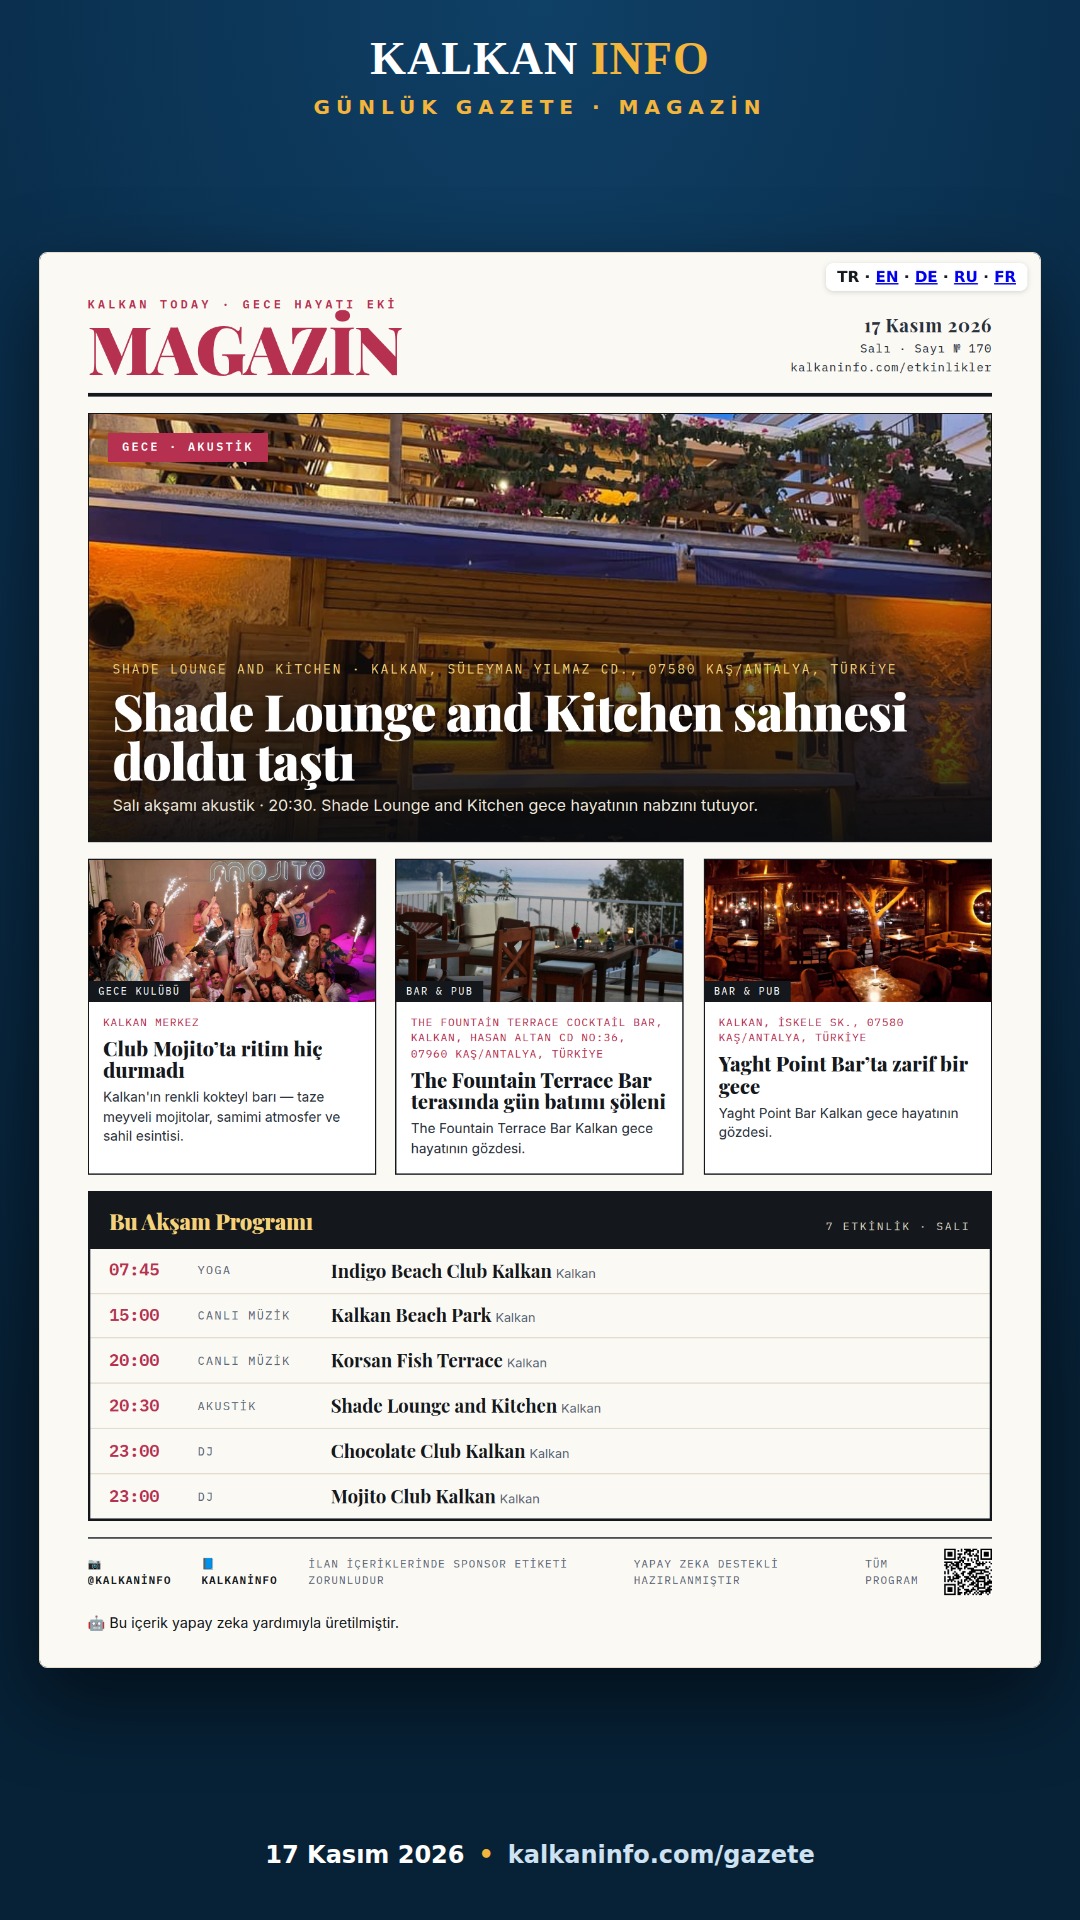 KALKAN INFO
GÜNLÜK GAZETE · MAGAZİN
TR · EN · DE · RU · FR
KALKAN TODAY · GECE HAYATI EKİ
MAGAZİN
17 Kasım 2026
Salı · Sayı № 170
kalkaninfo.com/etkinlikler
GECE · AKUSTİK
SHADE LOUNGE AND KİTCHEN · KALKAN, SÜLEYMAN YILMAZ CD., 07580 KAŞ/ANTALYA, TÜRKİYE
Shade Lounge and Kitchen sahnesi
doldu taştı
Salı akşamı akustik · 20:30. Shade Lounge and Kitchen gece hayatının nabzını tutuyor.
MOJITO
GECE KULÜBÜ
KALKAN MERKEZ
Club Mojito’ta ritim hiç
durmadı
Kalkan'ın renkli kokteyl barı — taze
meyveli mojitolar, samimi atmosfer ve
sahil esintisi.
BAR & PUB
THE FOUNTAİN TERRACE COCKTAİL BAR,
KALKAN, HASAN ALTAN CD NO:36,
07960 KAŞ/ANTALYA, TÜRKİYE
The Fountain Terrace Bar
terasında gün batımı şöleni
The Fountain Terrace Bar Kalkan gece
hayatının gözdesi.
BAR & PUB
KALKAN, İSKELE SK., 07580
KAŞ/ANTALYA, TÜRKİYE
Yaght Point Bar’ta zarif bir
gece
Yaght Point Bar Kalkan gece hayatının
gözdesi.
Bu Akşam Programı
7 ETKİNLİK · SALI
07:45 YOGA Indigo Beach Club Kalkan Kalkan
15:00 CANLI MÜZİK Kalkan Beach Park Kalkan
20:00 CANLI MÜZİK Korsan Fish Terrace Kalkan
20:30 AKUSTİK Shade Lounge and Kitchen Kalkan
23:00 DJ Chocolate Club Kalkan Kalkan
23:00 DJ Mojito Club Kalkan Kalkan
@KALKANİNFO
KALKANİNFO
İLAN İÇERİKLERİNDE SPONSOR ETİKETİ
ZORUNLUDUR
YAPAY ZEKA DESTEKLİ
HAZIRLANMIŞTIR
TÜM
PROGRAM
🤖 Bu içerik yapay zeka yardımıyla üretilmiştir.
17 Kasım 2026 • kalkaninfo.com/gazete